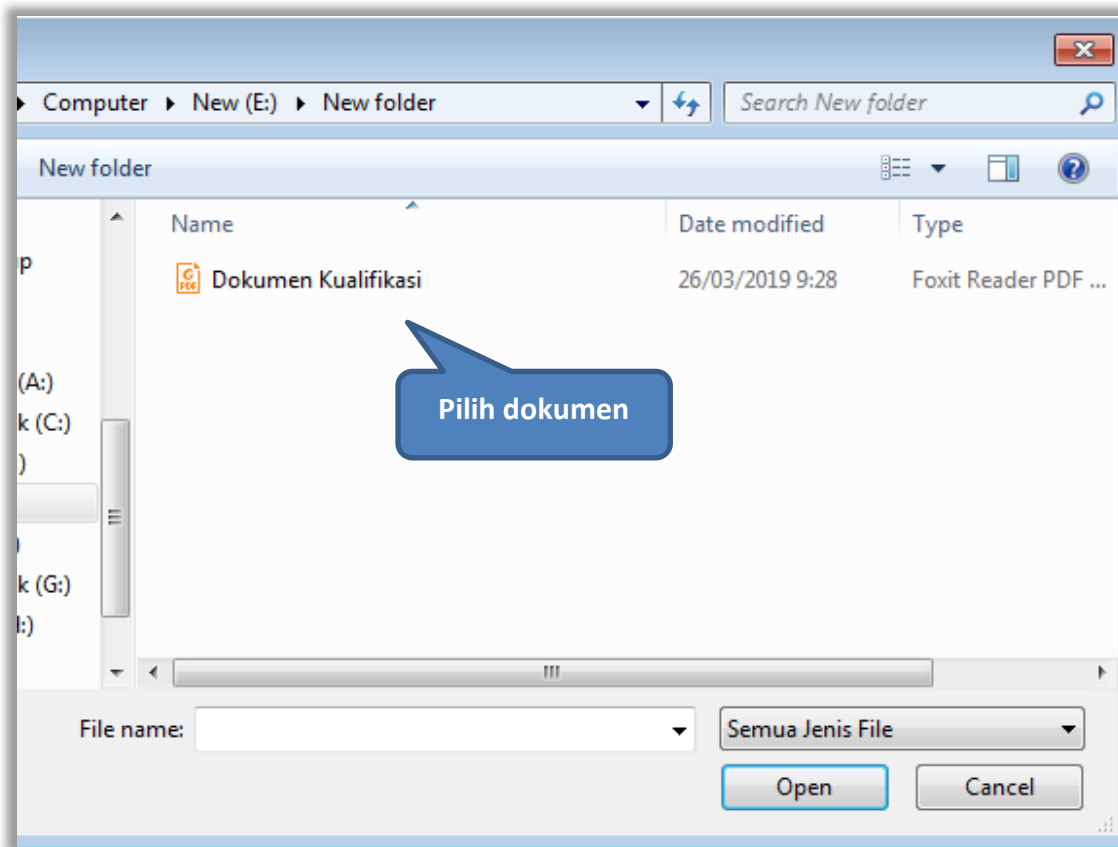 Computer New (E:) New folder
Search New folder
New folder
Name Date modified Type
Dokumen Kualifikasi 26/03/2019 9:28 Foxit Reader PDF ...
Pilih dokumen
p
(A:)
k (C:)
)
)
k (G:)
:)
File name: Semua Jenis File
Open Cancel